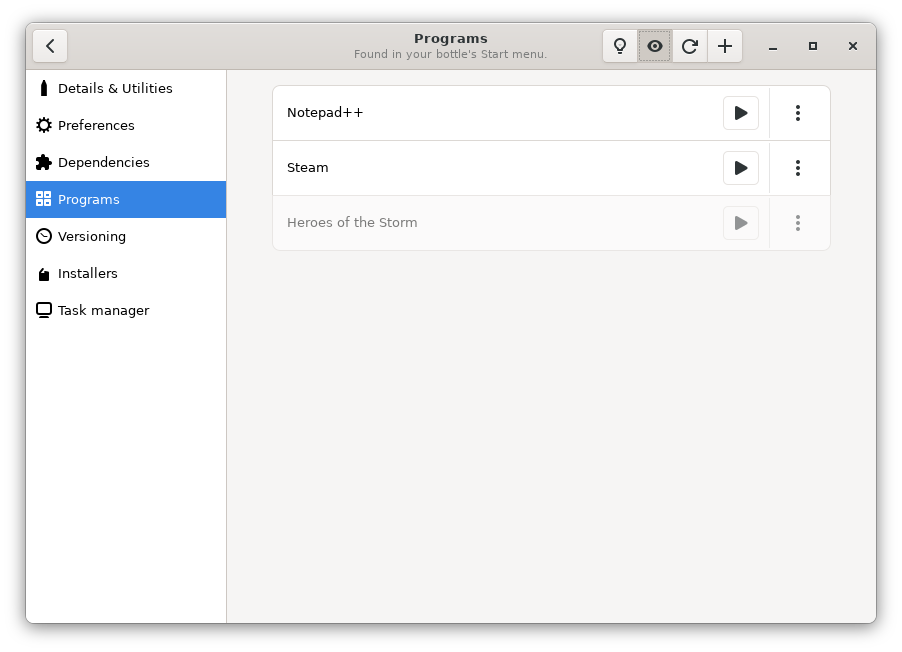 Programs
Found in your bottle's Start menu.
Details & Utilities
Preferences
Dependencies
Programs
Versioning
Installers
Task manager
Notepad++
Steam
Heroes of the Storm